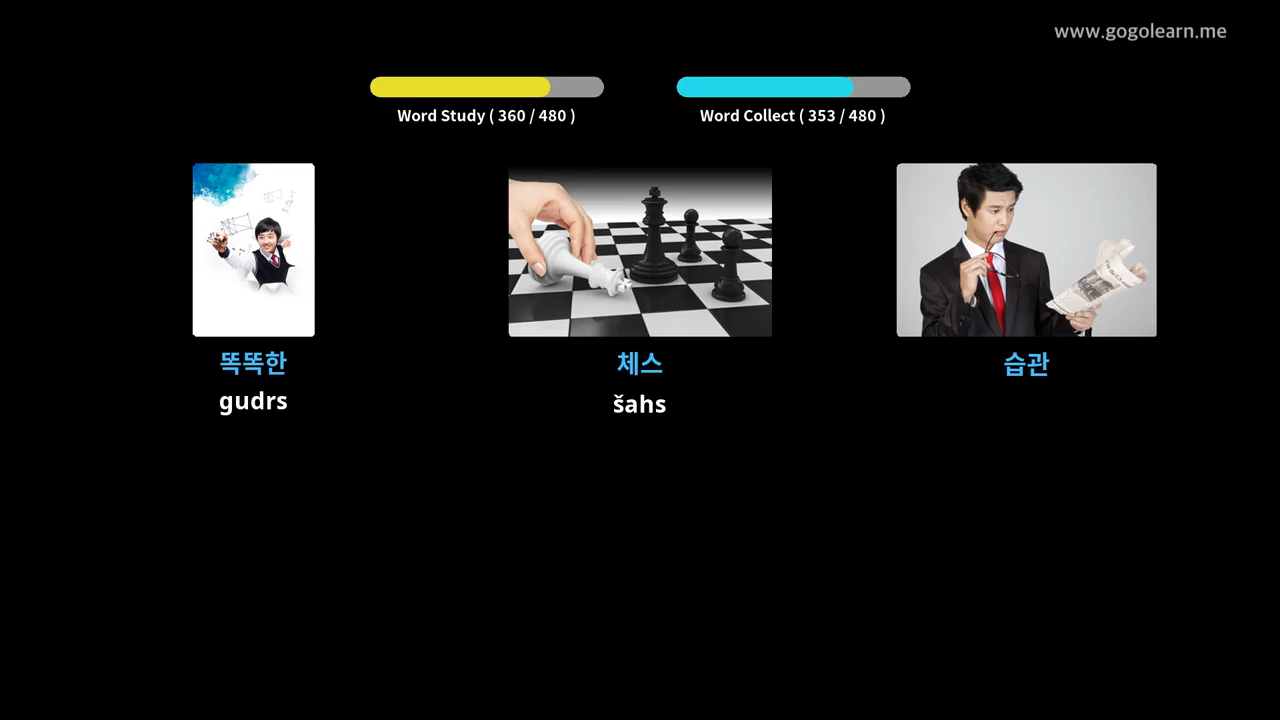 www.gogolearn.me
Word Study ( 360 / 480 )
Word Collect ( 353 / 480 )
똑똑한
체스
습관
gudrs
šahs